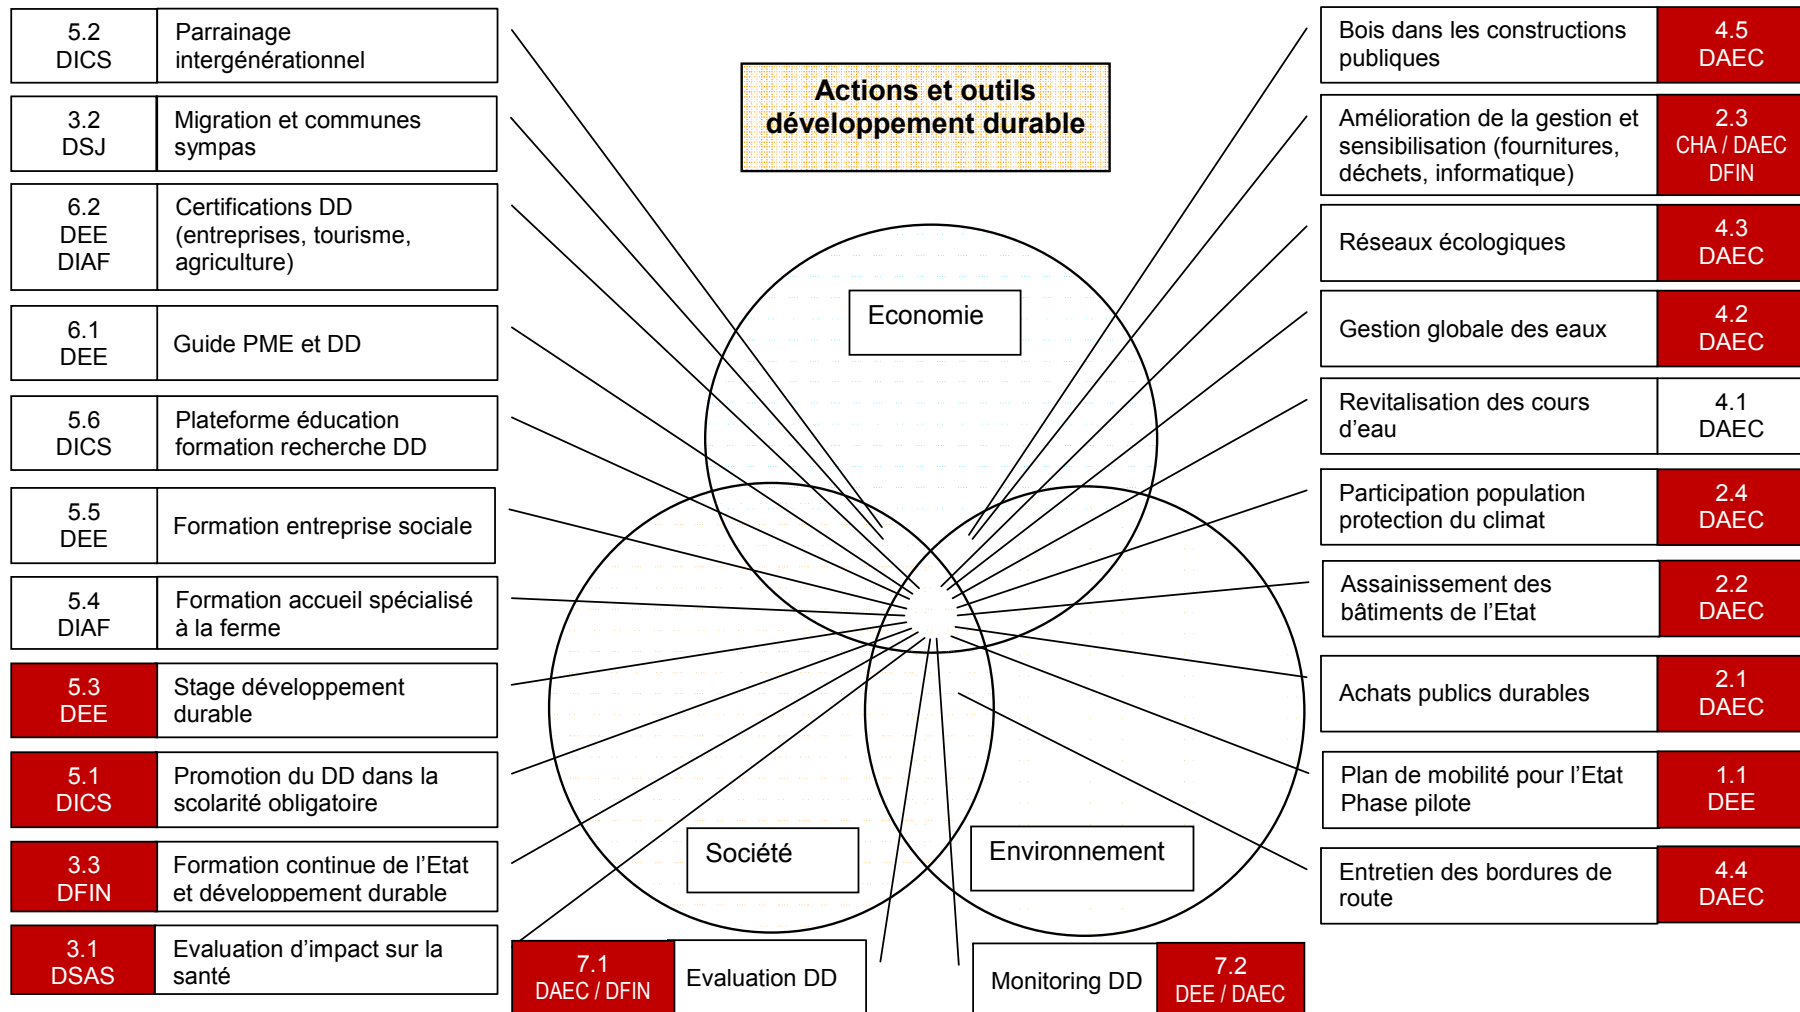 5.2
DICS
Parrainage
intergénérationnel
3.2
DSJ
Migration et communes
sympas
6.2
DEE
DIAF
Certifications DD
(entreprises, tourisme,
agriculture)
6.1
DEE
Guide PME et DD
5.6
DICS
Plateforme éducation
formation recherche DD
5.5
DEE
Formation entreprise sociale
5.4
DIAF
Formation accueil spécialisé
à la ferme
5.3
DEE
Stage développement
durable
5.1
DICS
Promotion du DD dans la
scolarité obligatoire
3.3
DFIN
Formation continue de l’Etat
et développement durable
3.1
DSAS
Evaluation d’impact sur la
santé
Actions et outils
développement durable
Economie
Société
Environnement
7.1
DAEC / DFIN
Evaluation DD
Monitoring DD
7.2
DEE / DAEC
Bois dans les constructions
publiques
4.5
DAEC
Amélioration de la gestion et
sensibilisation (fournitures,
déchets, informatique)
2.3
CHA / DAEC
DFIN
Réseaux écologiques
4.3
DAEC
Gestion globale des eaux
4.2
DAEC
Revitalisation des cours
d’eau
4.1
DAEC
Participation population
protection du climat
2.4
DAEC
Assainissement des
bâtiments de l’Etat
2.2
DAEC
Achats publics durables
2.1
DAEC
Plan de mobilité pour l’Etat
Phase pilote
1.1
DEE
Entretien des bordures de
route
4.4
DAEC